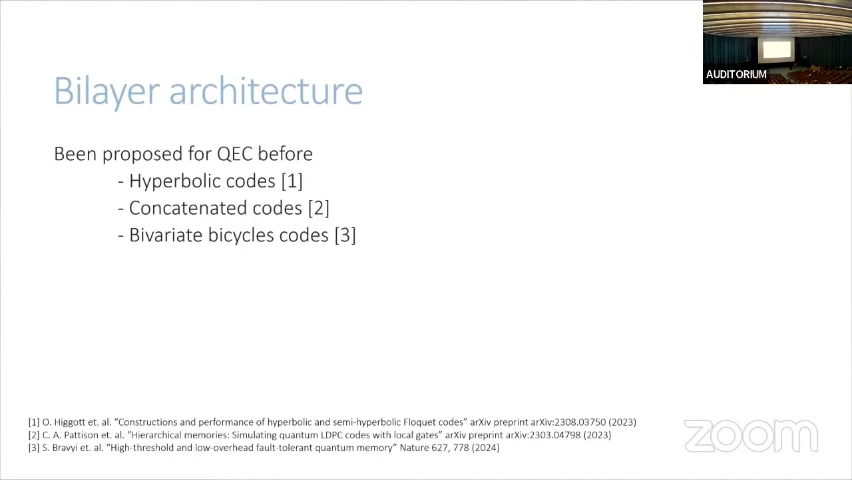 AUDITORIUM
Bilayer architecture
Been proposed for QEC before
- Hyperbolic codes [1]
- Concatenated codes [2]
- Bivariate bicycles codes [3]
[1] O. Higgott et. al. "Constructions and performance of hyperbolic and semi-hyperbolic Floquet codes" arXiv preprint arXiv:2308.03750 (2023)
[2] C. A. Pattison et. al. "Hierarchical memories: Simulating quantum LDPC codes with local gates" arXiv preprint arXiv:2303.04798 (2023)
[3] S. Bravyi et. al. "High-threshold and low-overhead fault-tolerant quantum memory" Nature 627, 778 (2024)
zoom